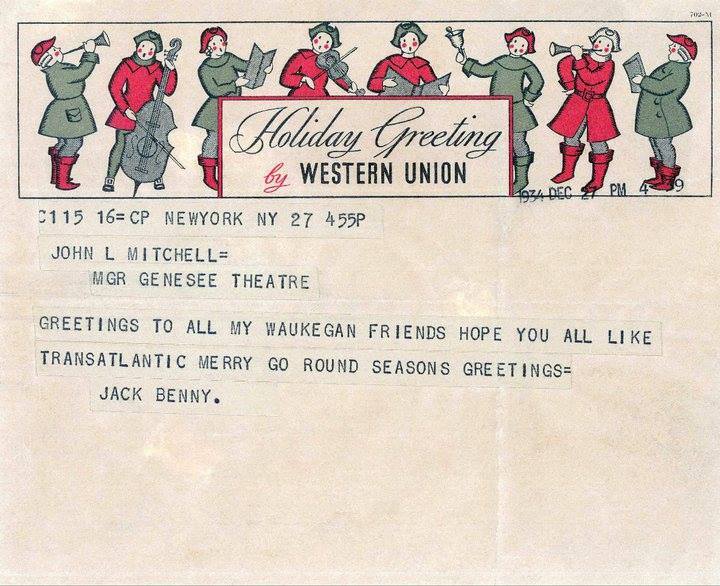 702-M
Holiday Greeting
by WESTERN UNION
1934 DEC 27 PM 4 39
C115 16=CP NEWYORK NY 27 455P
JOHN L MITCHELL=
MGR GENESEE THEATRE
GREETINGS TO ALL MY WAUKEGAN FRIENDS HOPE YOU ALL LIKE
TRANSATLANTIC MERRY GO ROUND SEASONS GREETINGS=
JACK BENNY.